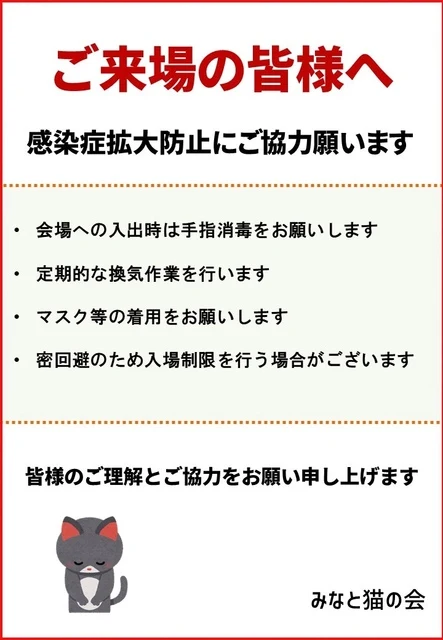 ご来場の皆様へ
感染症拡大防止にご協力願います
・ 会場への入出時は手指消毒をお願いします
・ 定期的な換気作業を行います
・ マスク等の着用をお願いします
・ 密回避のため入場制限を行う場合がございます
皆様のご理解とご協力をお願い申し上げます
みなと猫の会